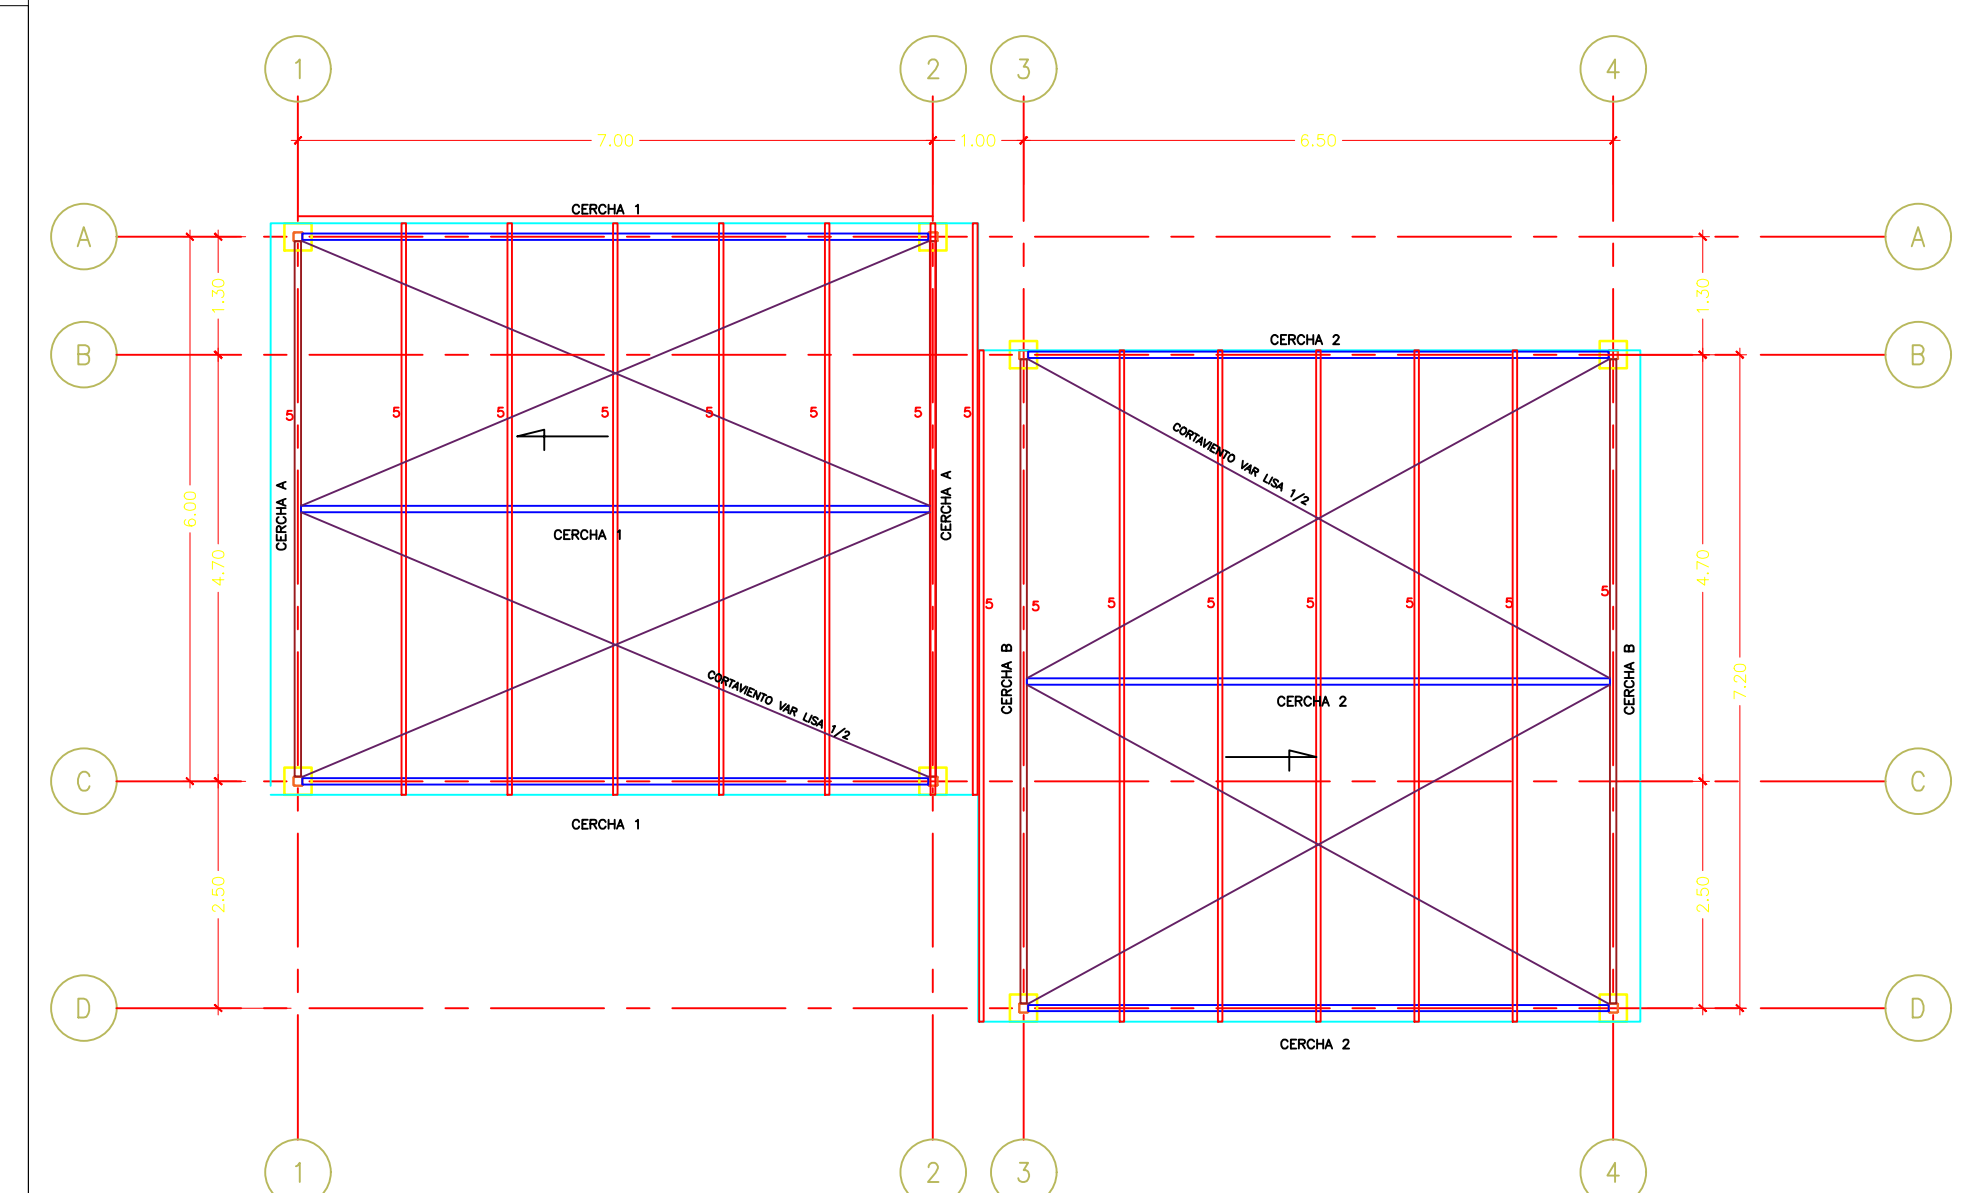 1
2
3
4
7.00
1.00
6.50
CERCHA 1
A
A
1.30
1.30
CERCHA 2
B
B
5
5
5
5
5
5
5
5
CORTAVIENTO VAR LISA 1/2
CERCHA A
CERCHA A
6.00
CERCHA 1
4.70
4.70
5
5
5
5
5
5
5
5
CERCHA B
CERCHA B
7.20
CERCHA 2
CORTAVIENTO VAR LISA 1/2
C
C
CERCHA 1
2.50
2.50
D
D
CERCHA 2
1
2
3
4